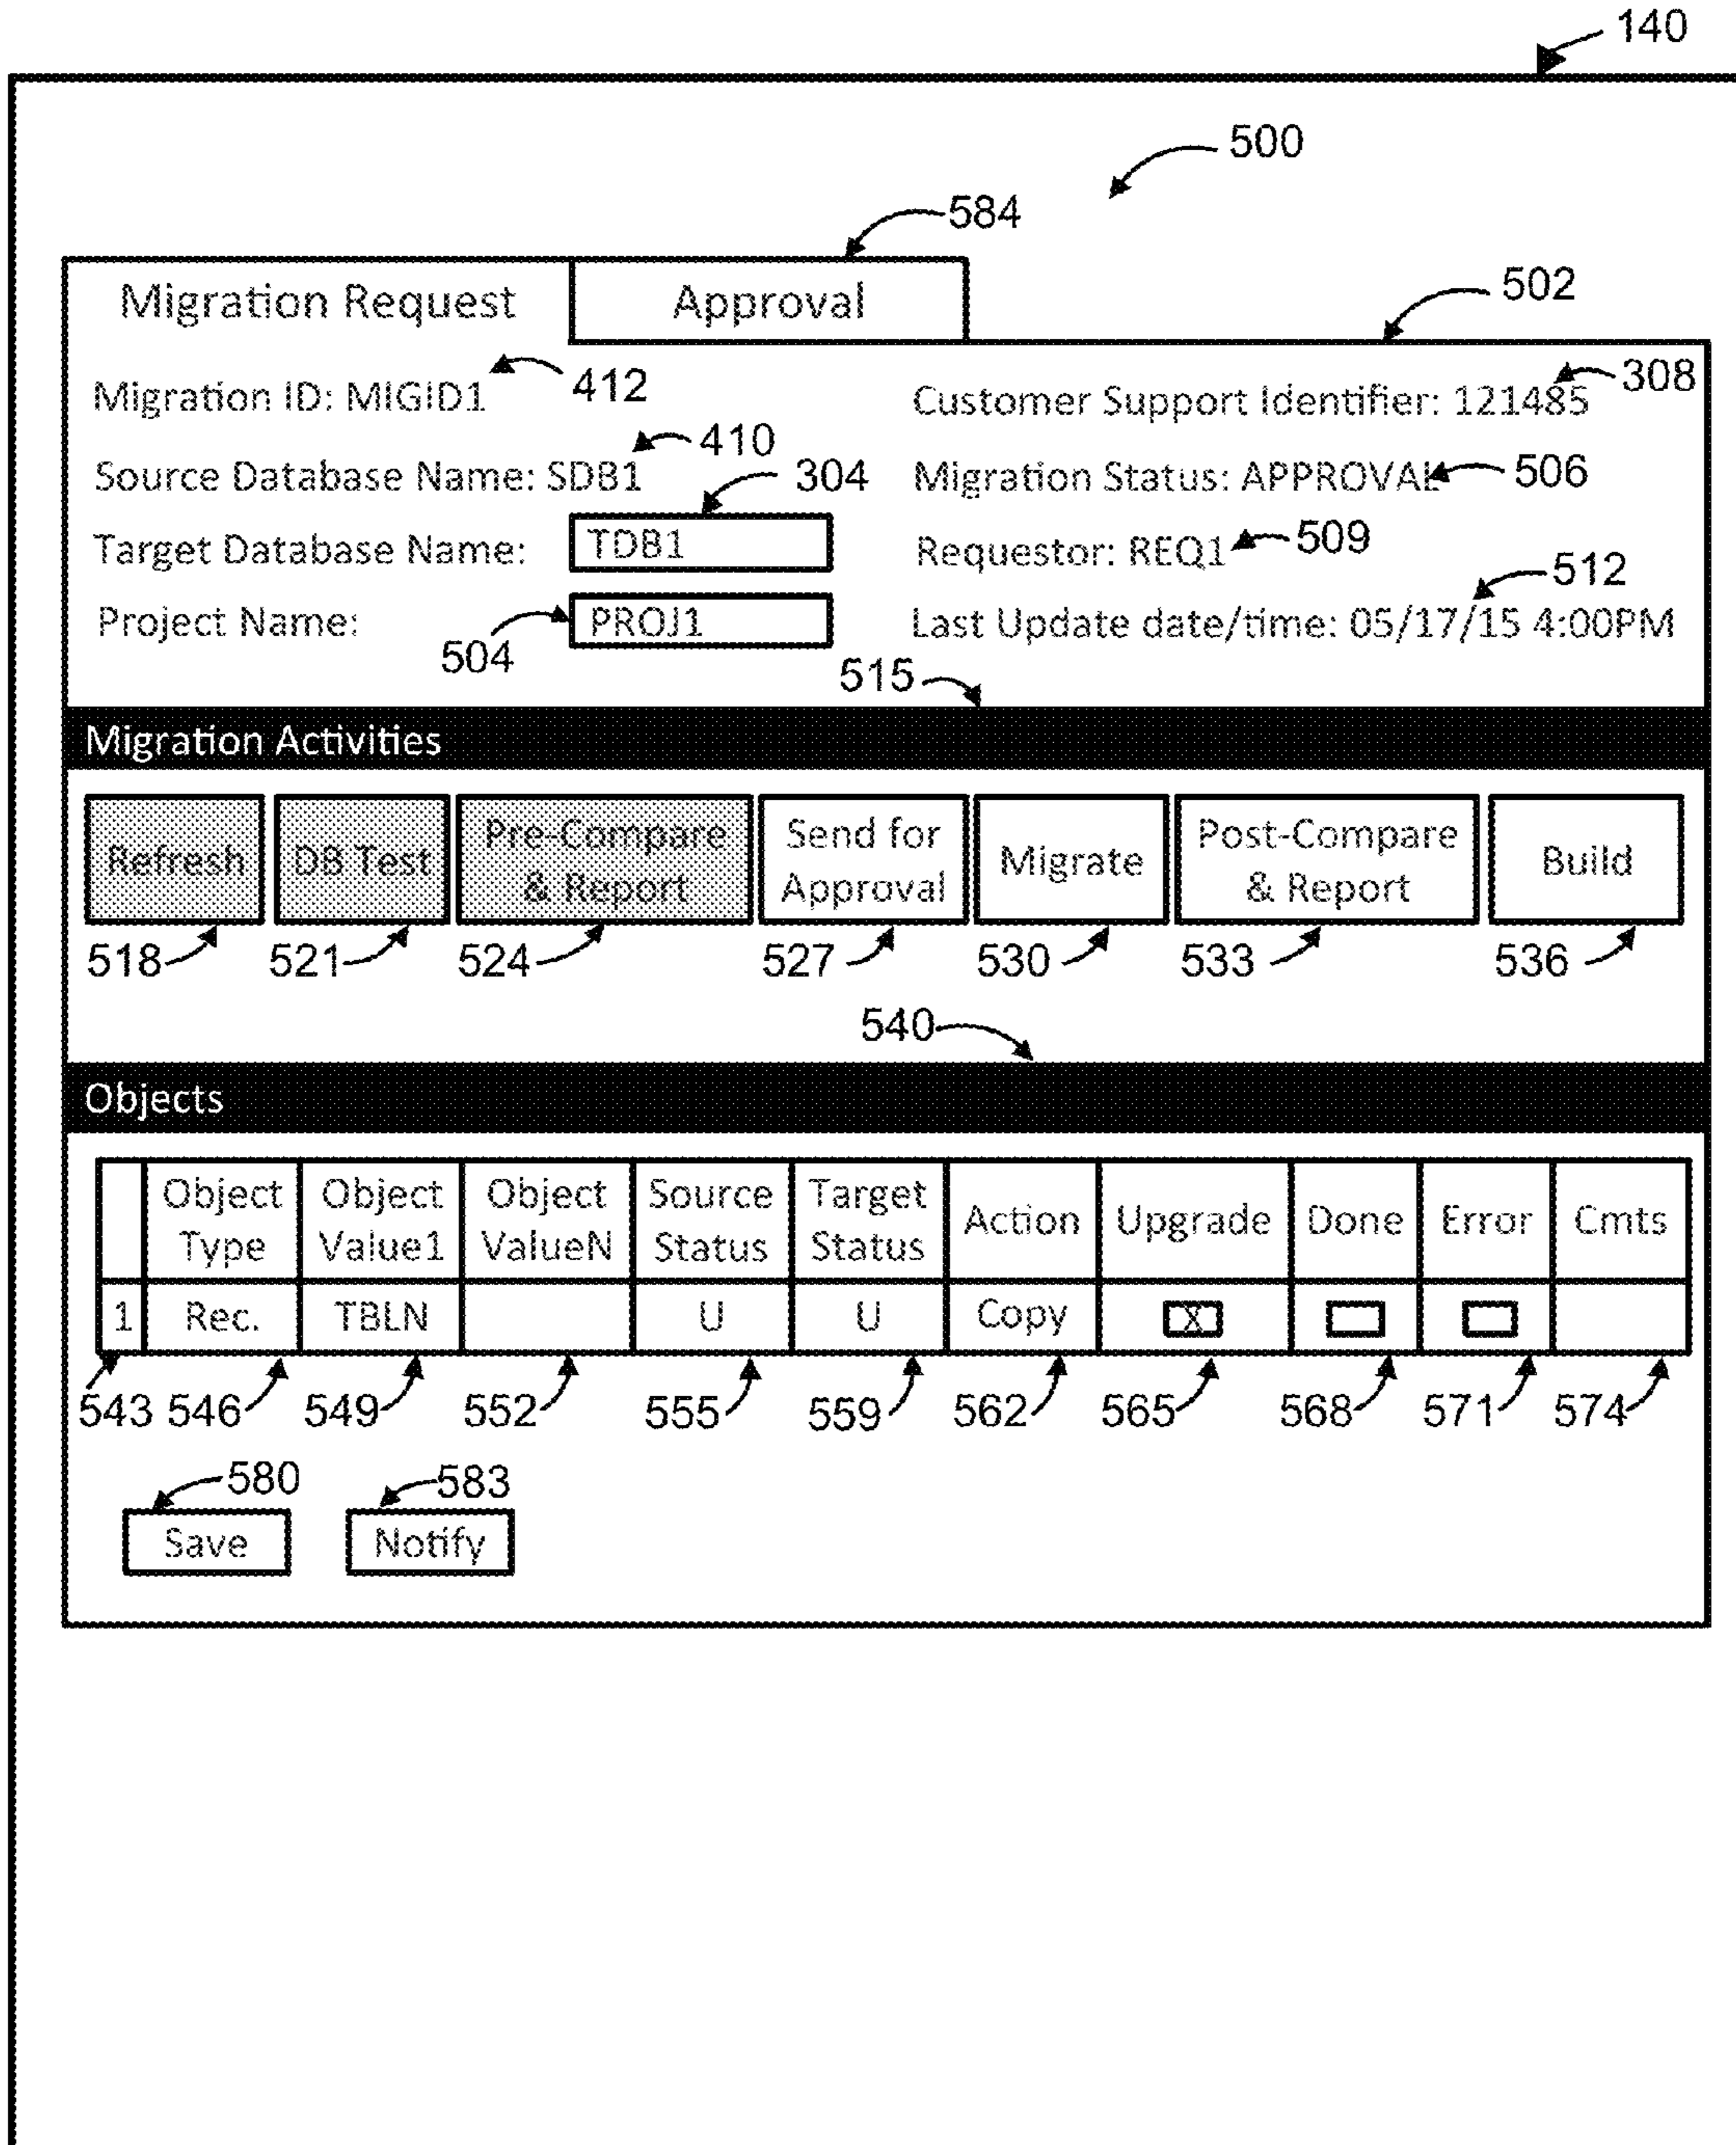 140
500
584
Migration Request Approval
502
Migration ID: MIGID1 412 Customer Support Identifier: 121485 308
410
Source Database Name: SDB1 304 Migration Status: APPROVAL 506
Target Database Name: TDB1 Requestor: REQ1 509
512
Project Name: PROJ1 Last Update date/time: 05/17/15 4:00PM
504
515
Migration Activities
Refresh DB Test Pre-Compare & Report Send for Approval Migrate Post-Compare & Report Build
518 521 524 527 530 533 536
540
Objects
Object Type Object Value1 Object ValueN Source Status Target Status Action Upgrade Done Error Cmts
1 Rec. TBLN U U Copy X
543 546 549 552 555 559 562 565 568 571 574
580 583
Save Notify